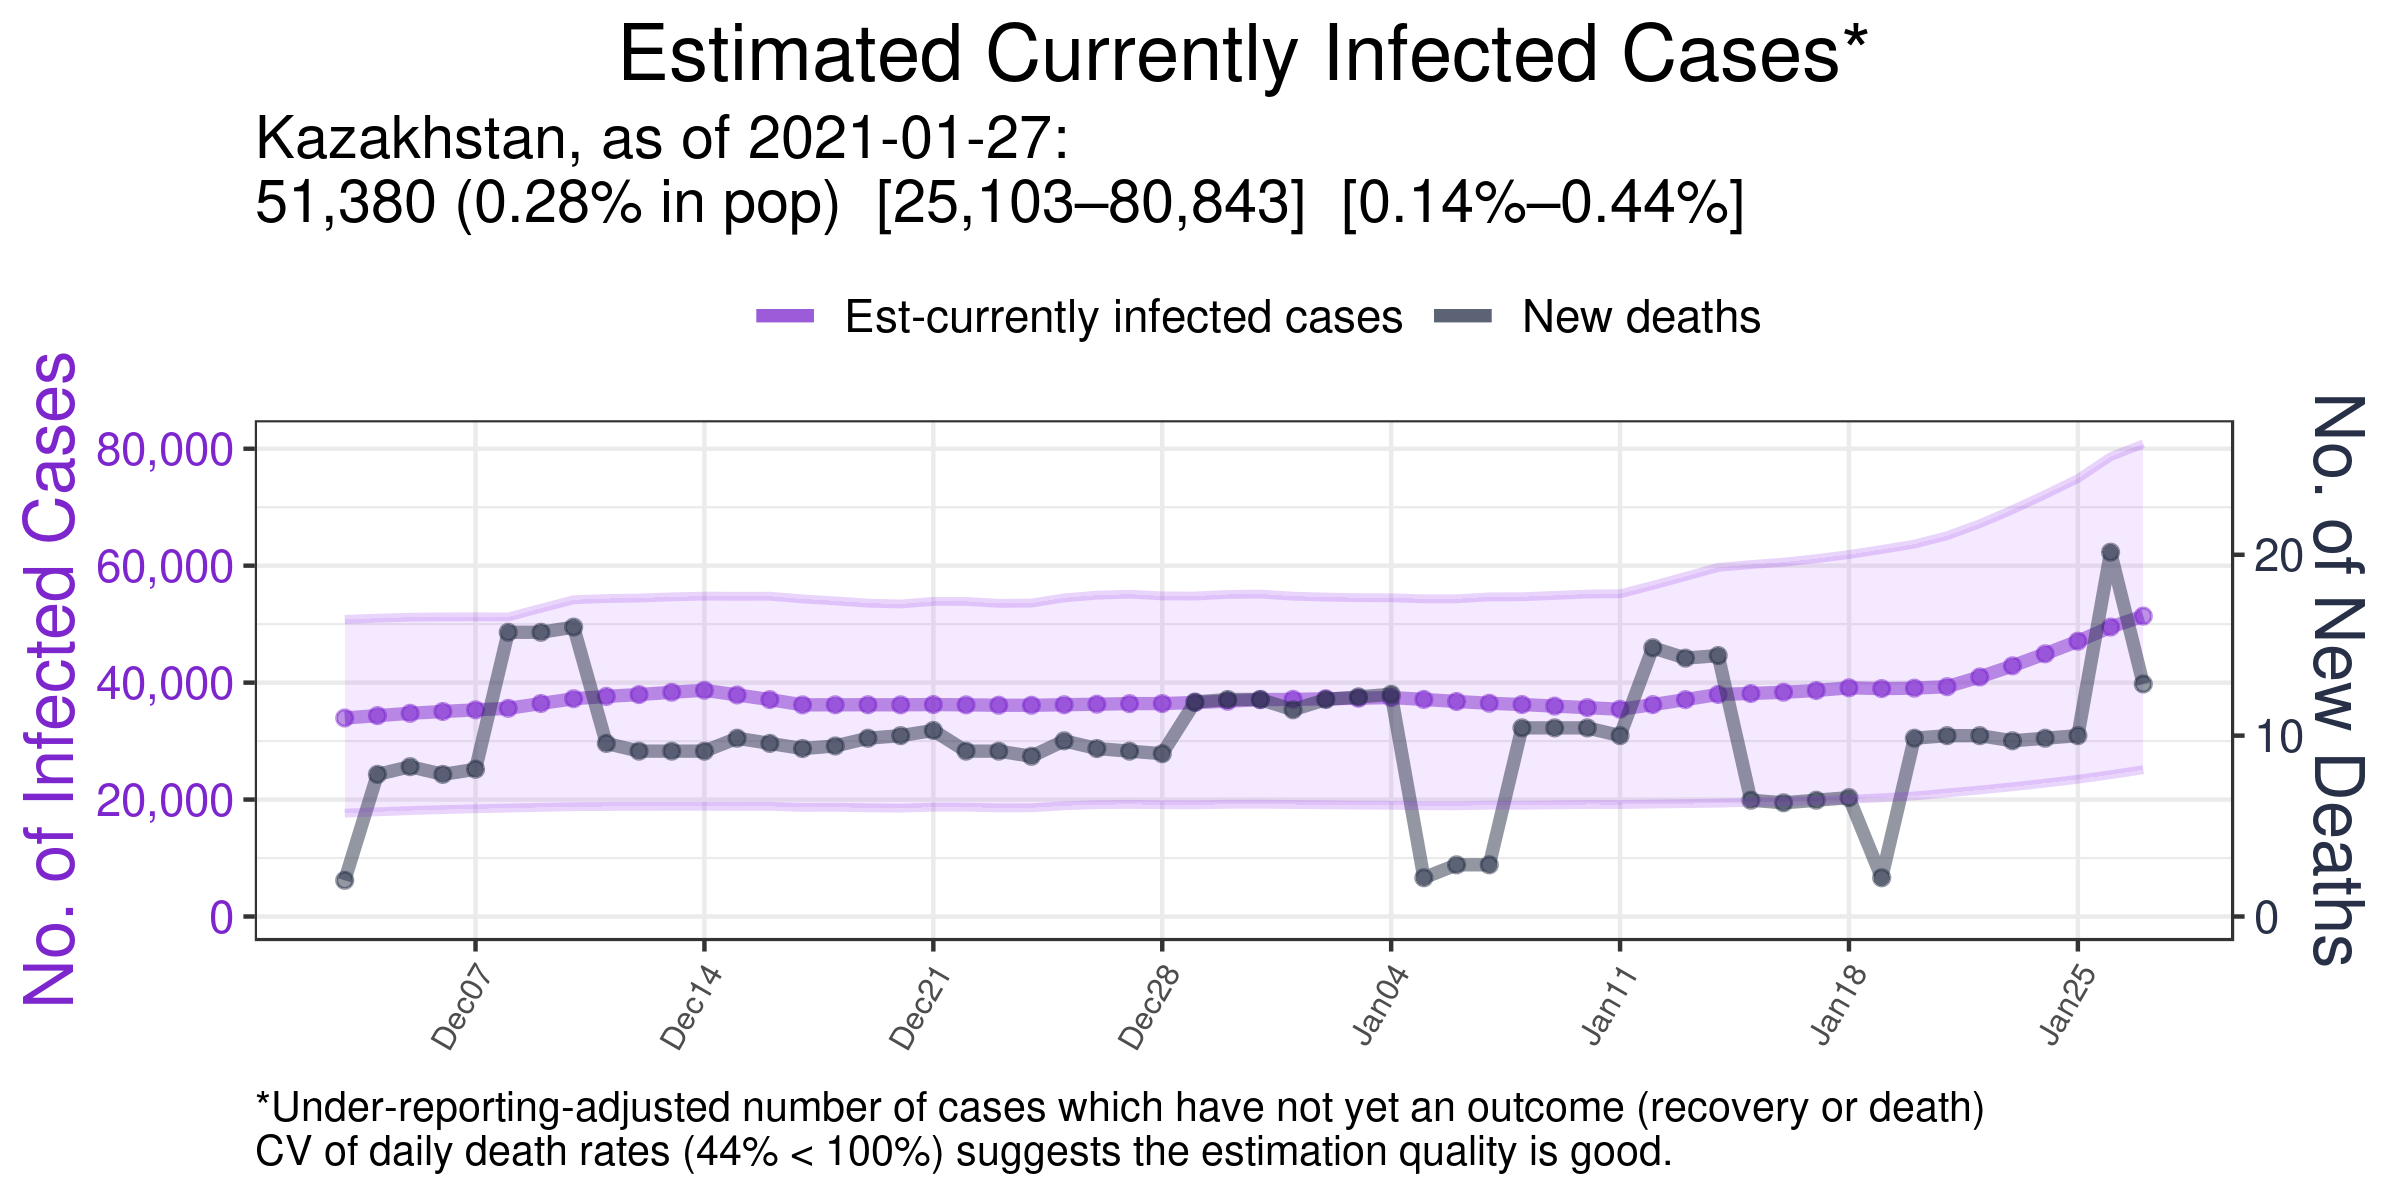 Estimated Currently Infected Cases*
Kazakhstan, as of 2021-01-27:
51,380 (0.28% in pop)  [25,103–80,843]  [0.14%–0.44%]
Est-currently infected cases
New deaths
No. of Infected Cases
80,000
60,000
40,000
20,000
0
20
10
0
No. of New Deaths
Dec07
Dec14
Dec21
Dec28
Jan04
Jan11
Jan18
Jan25
*Under-reporting-adjusted number of cases which have not yet an outcome (recovery or death)
CV of daily death rates (44% < 100%) suggests the estimation quality is good.